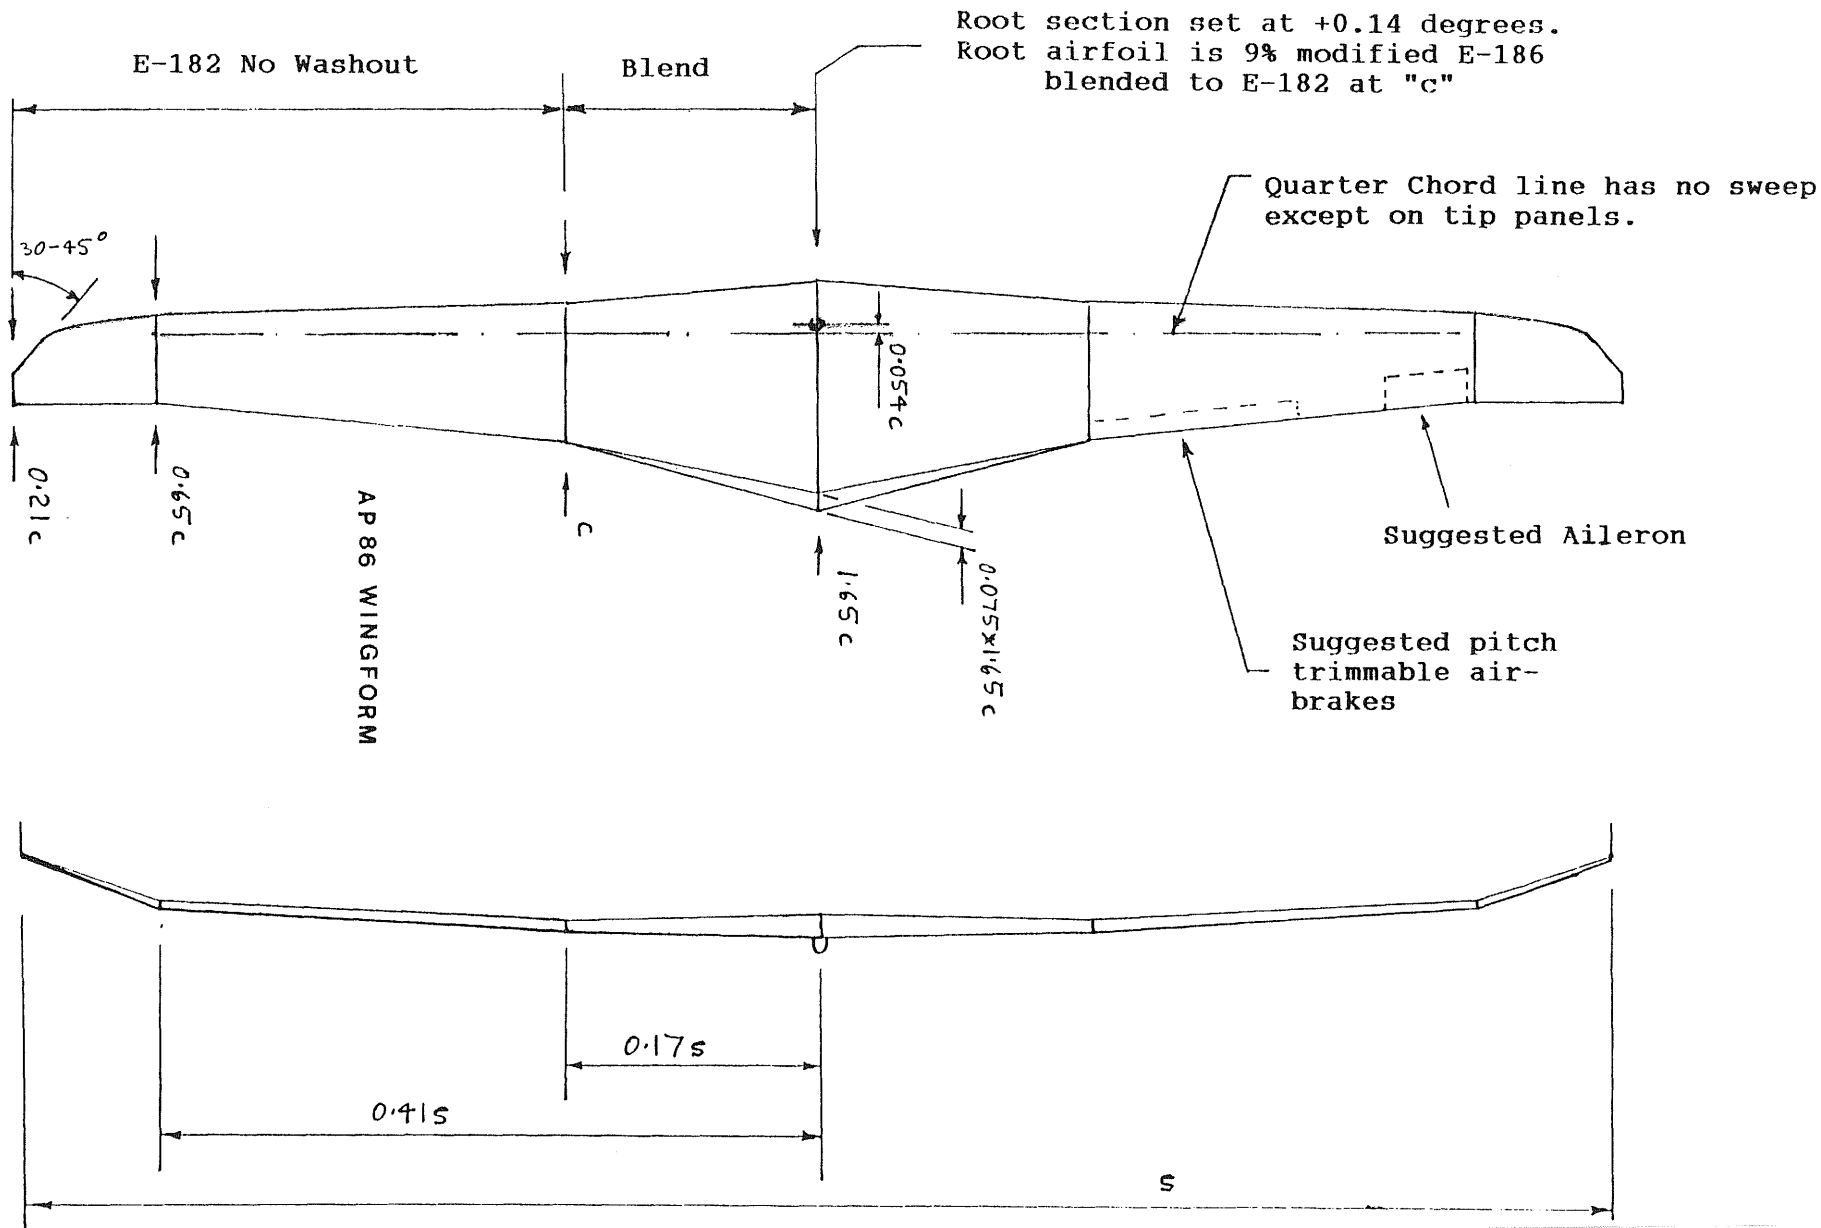 Root section set at +0.14 degrees.
Root airfoil is 9% modified E-186
blended to E-182 at "c"
E-182 No Washout
Blend
Quarter Chord line has no sweep
except on tip panels.
30-45°
0.054c
0.21c
0.65c
AP 86 WINGFORM
c
1.65c
0.075×1.65c
Suggested Aileron
Suggested pitch
trimmable air-
brakes
0.17s
0.41s
s